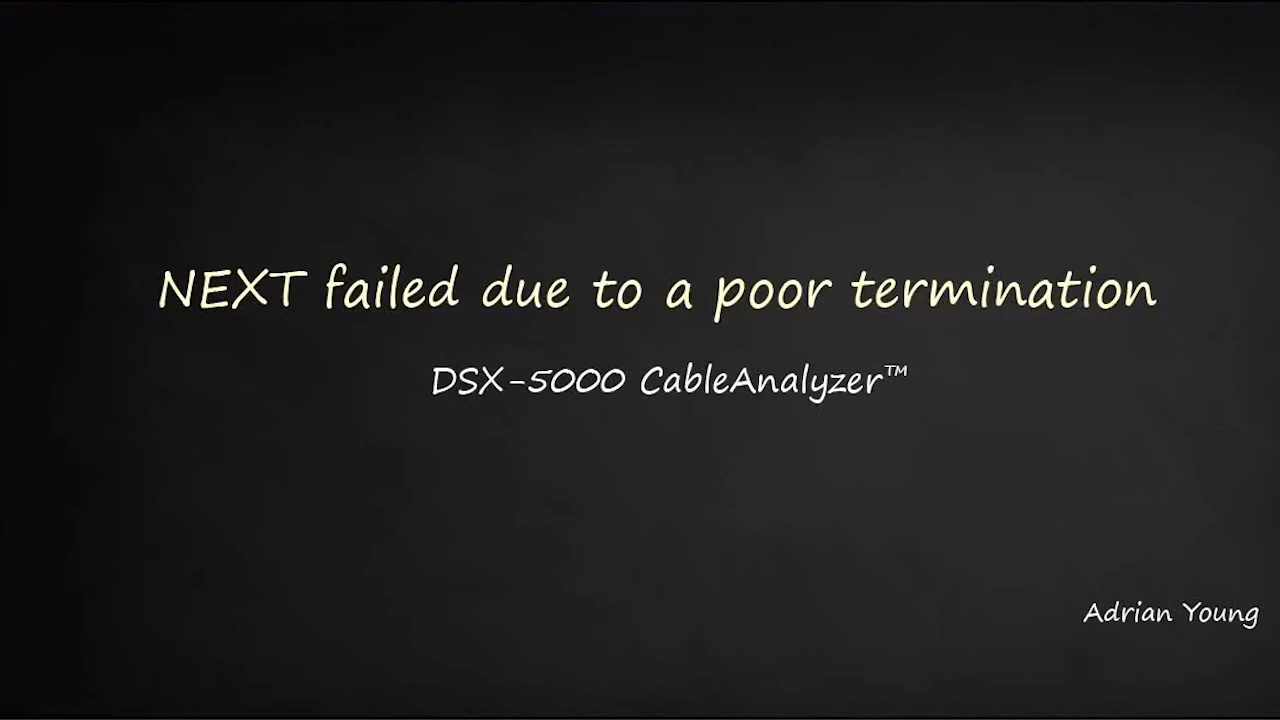 NEXT failed due to a poor termination
DSX-5000 CableAnalyzer™
Adrian Young